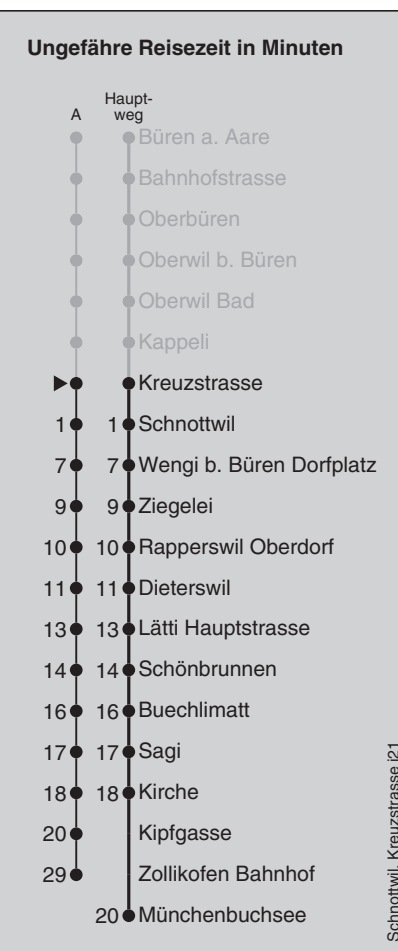 Ungefähre Reisezeit in Minuten
Haupt-
A weg
Büren a. Aare
Bahnhofstrasse
Oberbüren
Oberwil b. Büren
Oberwil Bad
Kappeli
Kreuzstrasse
1 1 Schnottwil
7 7 Wengi b. Büren Dorfplatz
9 9 Ziegelei
10 10 Rapperswil Oberdorf
11 11 Dieterswil
13 13 Lätti Hauptstrasse
14 14 Schönbrunnen
16 16 Buechlimatt
17 17 Sagi
18 18 Kirche
20 Kipfgasse
29 Zollikofen Bahnhof
20 Münchenbuchsee
Schnottwil, Kreuzstrasse j21